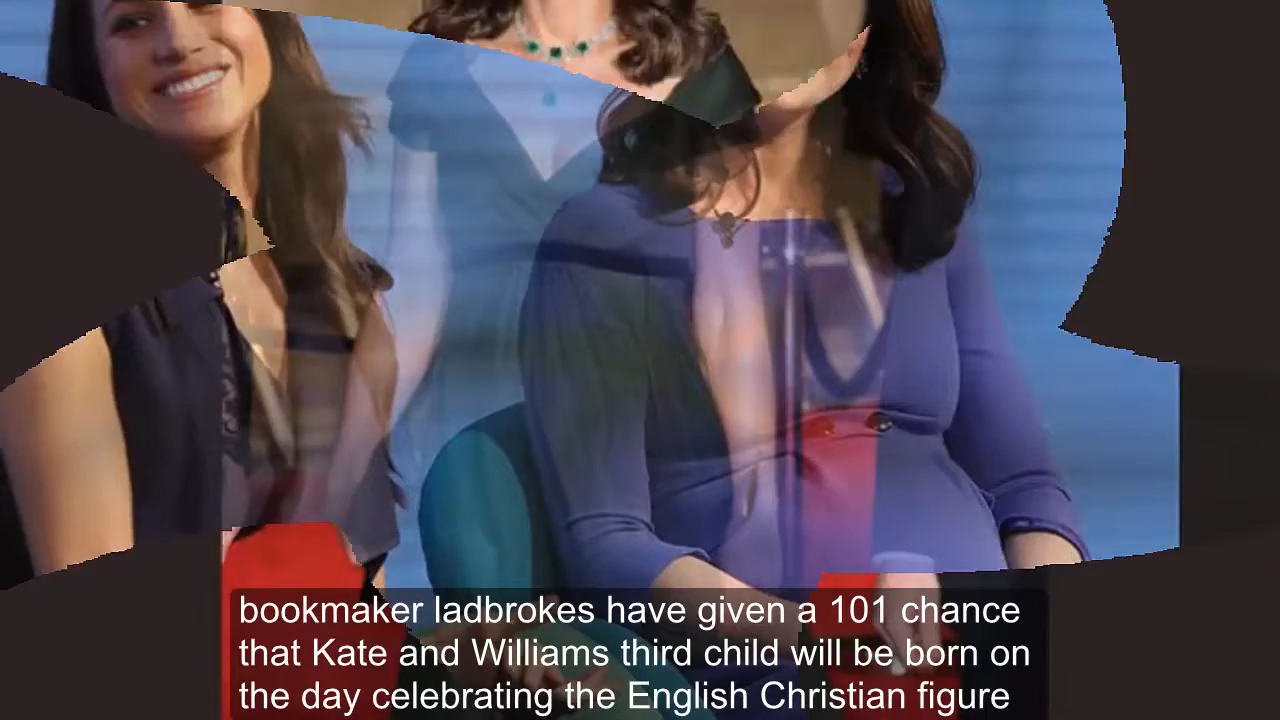 bookmaker ladbrokes have given a 101 chance
that Kate and Williams third child will be born on
the day celebrating the English Christian figure